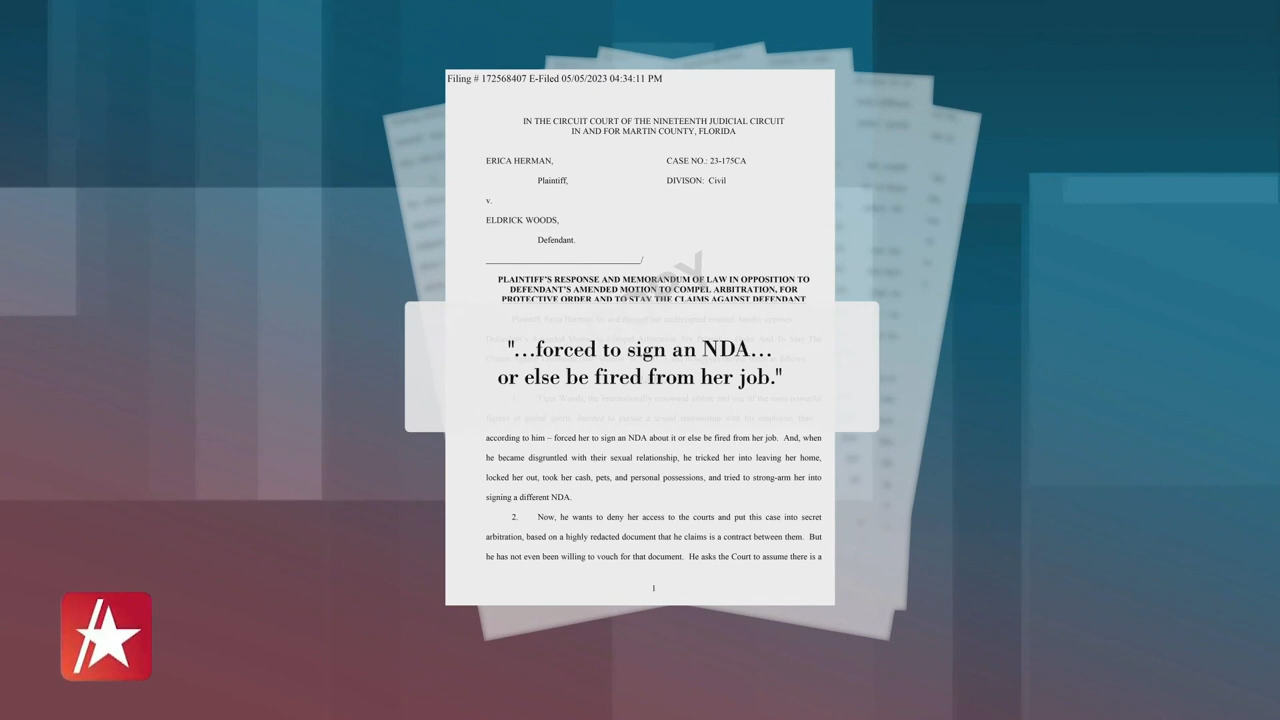 Filing # 172568407 E-Filed 05/05/2023 04:34:11 PM
IN THE CIRCUIT COURT OF THE NINETEENTH JUDICIAL CIRCUIT
IN AND FOR MARTIN COUNTY, FLORIDA
ERICA HERMAN,
CASE NO.: 23-175CA
Plaintiff,
DIVISON: Civil
v.
ELDRICK WOODS,
Defendant.
/
PLAINTIFF'S RESPONSE AND MEMORANDUM OF LAW IN OPPOSITION TO
DEFENDANT'S AMENDED MOTION TO COMPEL ARBITRATION, FOR
PROTECTIVE ORDER AND TO STAY THE CLAIMS AGAINST DEFENDANT
"...forced to sign an NDA...
or else be fired from her job."
according to him – forced her to sign an NDA about it or else be fired from her job. And, when
he became disgruntled with their sexual relationship, he tricked her into leaving her home,
locked her out, took her cash, pets, and personal possessions, and tried to strong-arm her into
signing a different NDA.
2. Now, he wants to deny her access to the courts and put this case into secret
arbitration, based on a highly redacted document that he claims is a contract between them. But
he has not even been willing to vouch for that document. He asks the Court to assume there is a
1